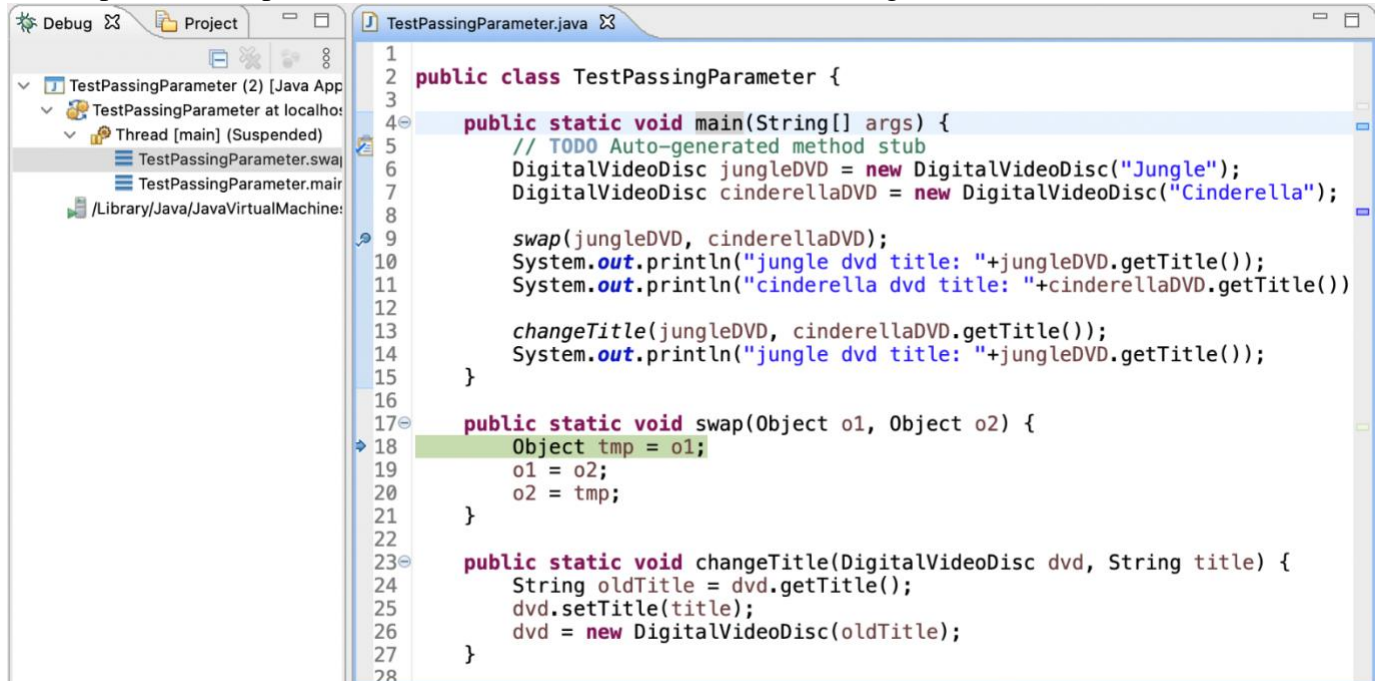 Debug
Project
TestPassingParameter (2) [Java App
TestPassingParameter at localhos
Thread [main] (Suspended)
TestPassingParameter.swap
TestPassingParameter.main
/Library/Java/JavaVirtualMachines
TestPassingParameter.java
1
2 public class TestPassingParameter {
3
4 public static void main(String[] args) {
5 // TODO Auto-generated method stub
6 DigitalVideoDisc jungleDVD = new DigitalVideoDisc("Jungle");
7 DigitalVideoDisc cinderellaDVD = new DigitalVideoDisc("Cinderella");
8
9 swap(jungleDVD, cinderellaDVD);
10 System.out.println("jungle dvd title: "+jungleDVD.getTitle());
11 System.out.println("cinderella dvd title: "+cinderellaDVD.getTitle())
12
13 changeTitle(jungleDVD, cinderellaDVD.getTitle());
14 System.out.println("jungle dvd title: "+jungleDVD.getTitle());
15 }
16
17 public static void swap(Object o1, Object o2) {
18 Object tmp = o1;
19 o1 = o2;
20 o2 = tmp;
21 }
22
23 public static void changeTitle(DigitalVideoDisc dvd, String title) {
24 String oldTitle = dvd.getTitle();
25 dvd.setTitle(title);
26 dvd = new DigitalVideoDisc(oldTitle);
27 }
28